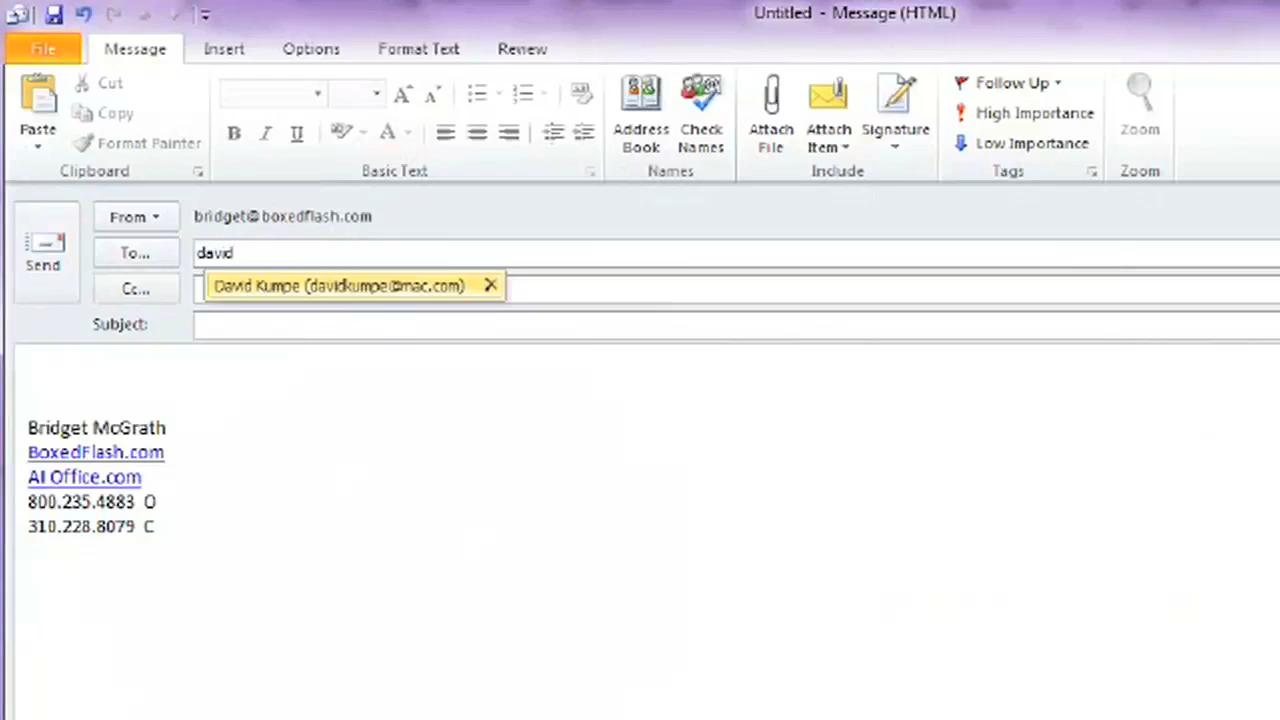 Untitled - Message (HTML)
File Message Insert Options Format Text Review
Paste Cut Copy Format Painter
Clipboard
B I U A A A
Basic Text
Address Book Check Names
Names
Attach File Attach Item Signature
Include
Follow Up
High Importance
Low Importance
Tags
Zoom
Zoom
Send
From bridget@boxedflash.com
To... david
Cc... David Kumpe (davidkumpe@mac.com)
Subject:
Bridget McGrath
BoxedFlash.com
AI Office.com
800.235.4883 O
310.228.8079 C